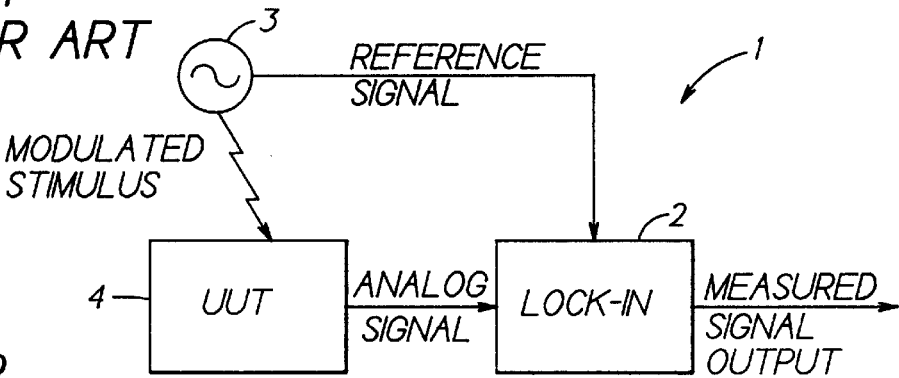 R ART
3
REFERENCE
SIGNAL
1
MODULATED
STIMULUS
2
4
UUT
ANALOG
SIGNAL
LOCK-IN
MEASURED
SIGNAL
OUTPUT